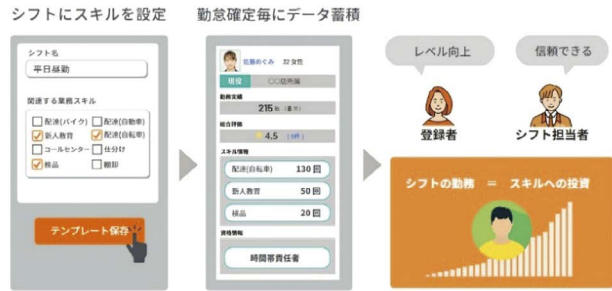 シフトにスキルを設定
シフト名
平日昼勤
関連する業務スキル
配達(バイク) 配達(自動車)
新人教育 配達(自転車)
コールセンター 仕分け
検品 棚卸
テンプレート保存
勤怠確定毎にデータ蓄積
佐藤めぐみ 32 女性
現役 〇〇店所属
勤務実績
215
総合評価
4.5
スキル情報
配達(自転車) 130 回
新人教育 50 回
検品 20 回
資格情報
時間帯責任者
レベル向上
信頼できる
登録者
シフト担当者
シフトの勤務 = スキルへの投資